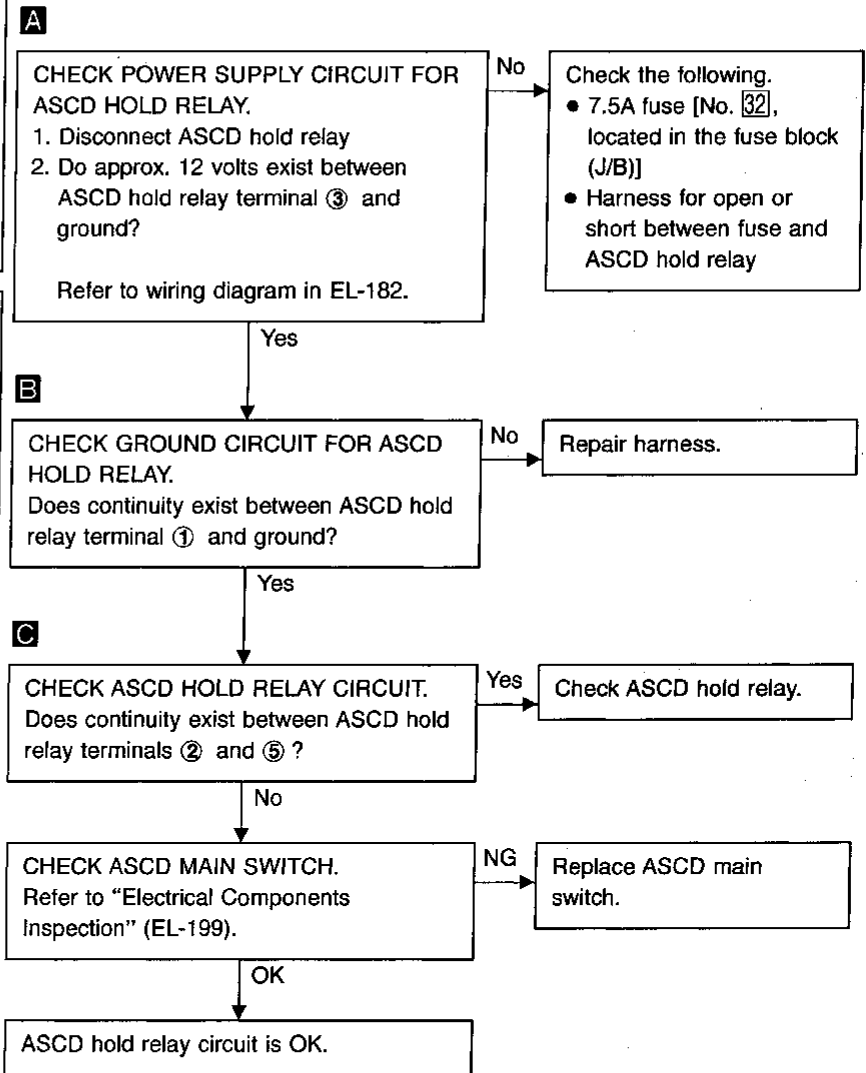 A
CHECK POWER SUPPLY CIRCUIT FOR
ASCD HOLD RELAY.
1. Disconnect ASCD hold relay
2. Do approx. 12 volts exist between
ASCD hold relay terminal ③ and
ground?
Refer to wiring diagram in EL-182.
No
Check the following.
● 7.5A fuse [No. 32,
located in the fuse block
(J/B)]
● Harness for open or
short between fuse and
ASCD hold relay
Yes
B
CHECK GROUND CIRCUIT FOR ASCD
HOLD RELAY.
Does continuity exist between ASCD hold
relay terminal ① and ground?
No
Repair harness.
Yes
C
CHECK ASCD HOLD RELAY CIRCUIT.
Does continuity exist between ASCD hold
relay terminals ② and ⑤ ?
Yes
Check ASCD hold relay.
No
CHECK ASCD MAIN SWITCH.
Refer to “Electrical Components
Inspection” (EL-199).
NG
Replace ASCD main
switch.
OK
ASCD hold relay circuit is OK.